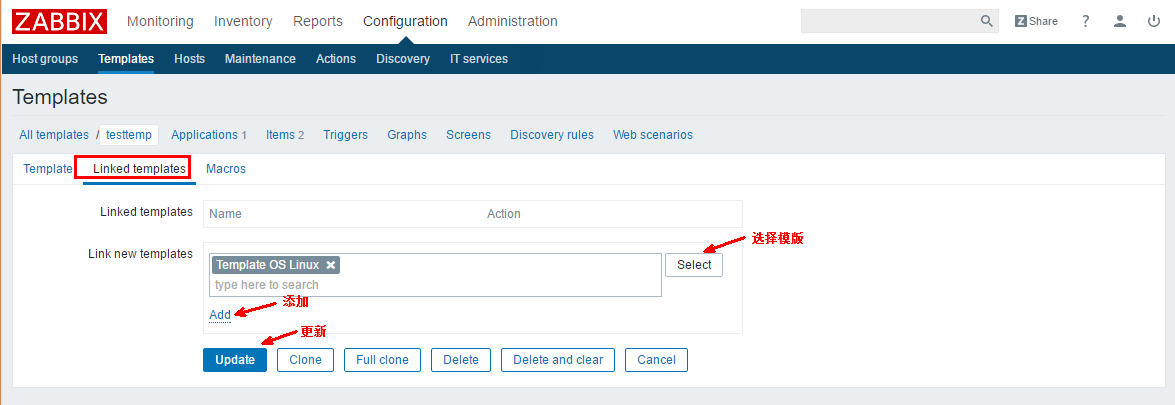 ZABBIX Monitoring Inventory Reports Configuration Administration Z Share ?
Host groups Templates Hosts Maintenance Actions Discovery IT services
Templates
All templates / testtemp Applications 1 Items 2 Triggers Graphs Screens Discovery rules Web scenarios
Template Linked templates Macros
Linked templates Name Action
Link new templates
选择模版
Template OS Linux ✖ Select
type here to search
添加
Add
更新
Update Clone Full clone Delete Delete and clear Cancel